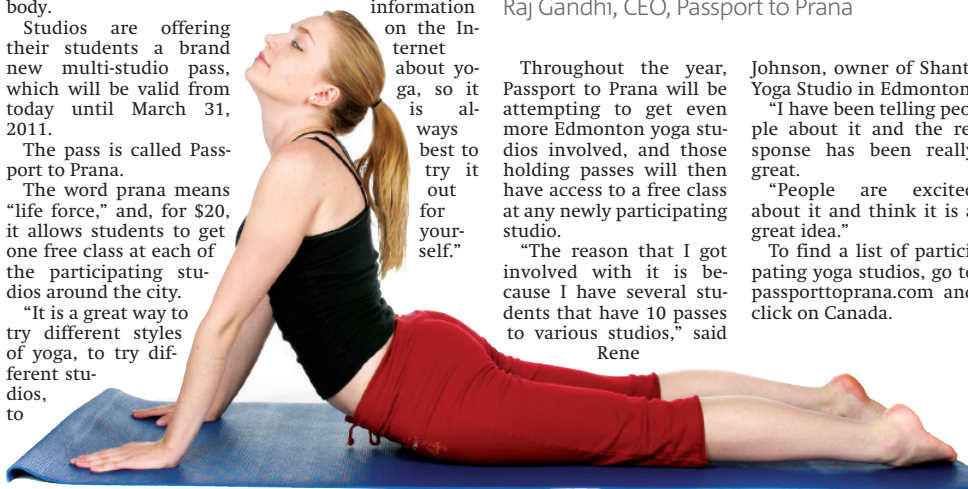 body.
Studios are offering
their students a brand
new multi-studio pass,
which will be valid from
today until March 31,
2011.
The pass is called Pass-
port to Prana.
The word prana means
“life force,” and, for $20,
it allows students to get
one free class at each of
the participating stu-
dios around the city.
“It is a great way to
try different styles
of yoga, to try dif-
ferent stu-
dios,
to
information
on the In-
ternet
about yo-
ga, so it
is al-
ways
best to
try it
out
for
your-
self.”
Raj Gandhi, CEO, Passport to Prana
Throughout the year,
Passport to Prana will be
attempting to get even
more Edmonton yoga stu-
dios involved, and those
holding passes will then
have access to a free class
at any newly participating
studio.
“The reason that I got
involved with it is be-
cause I have several stu-
dents that have 10 passes
to various studios,” said
Rene
Johnson, owner of Shant
Yoga Studio in Edmonton
“I have been telling peo
ple about it and the re
sponse has been really
great.
“People are excited
about it and think it is a
great idea.”
To find a list of partici
pating yoga studios, go to
passporttoprana.com and
click on Canada.